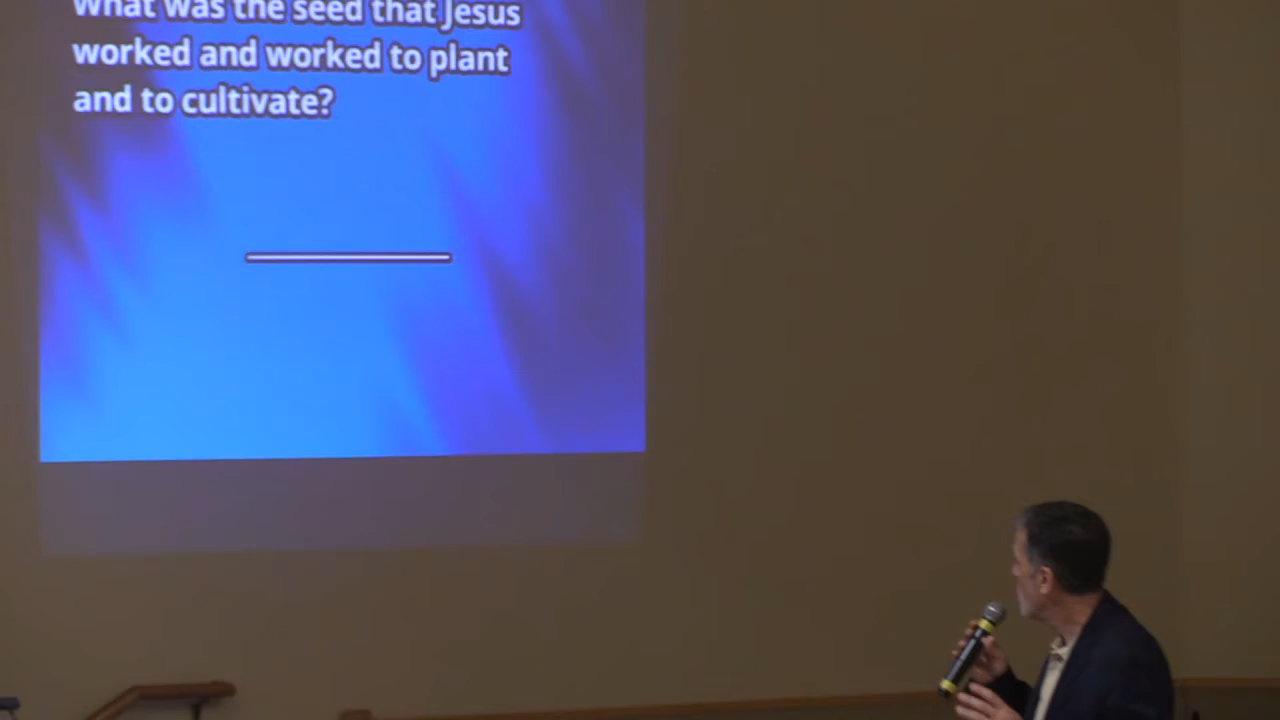 What was the seed that Jesus
worked and worked to plant
and to cultivate?